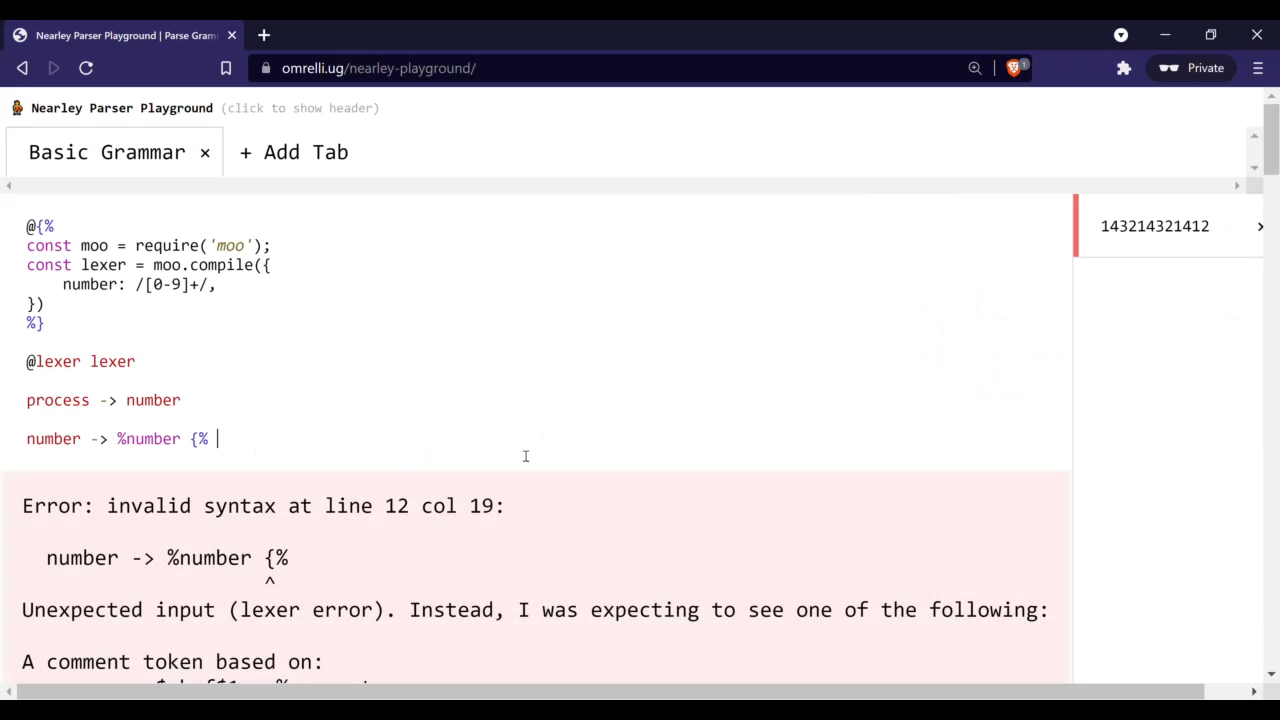 Nearley Parser Playground | Parse Gram
omrelli.ug/nearley-playground/
1
Private
Nearley Parser Playground (click to show header)
Basic Grammar × + Add Tab
@{%
const moo = require('moo');
const lexer = moo.compile({
number: /[0-9]+/,
})
%}
@lexer lexer
process -> number
number -> %number {%
143214321412
Error: invalid syntax at line 12 col 19:
number -> %number {%
^
Unexpected input (lexer error). Instead, I was expecting to see one of the following:
A comment token based on: